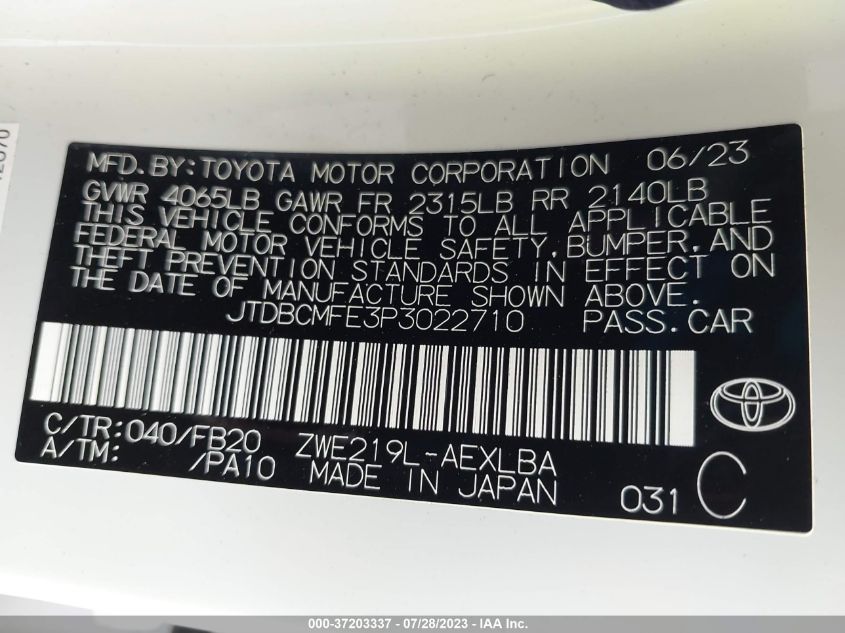 MFD.BY:TOYOTA MOTOR CORPORATION 06/23
GVWR 4065LB GAWR FR 2315LB RR 2140LB
THIS VEHICLE CONFORMS TO ALL APPLICABLE
FEDERAL MOTOR VEHICLE SAFETY,BUMPER,AND
THEFT PREVENTION STANDARDS IN EFFECT ON
THE DATE OF MANUFACTURE SHOWN ABOVE.
JTDBCMFE3P3022710 PASS.CAR
C/TR:040/FB20 ZWE219L-AEXLBA
A/TM: /PA10 MADE IN JAPAN
031 C
000-37203337 - 07/28/2023 - IAA Inc.